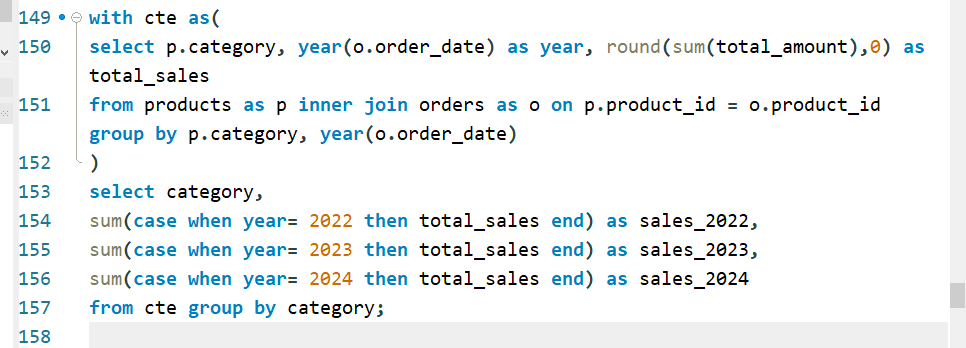 149 with cte as(
150 select p.category, year(o.order_date) as year, round(sum(total_amount),0) as
total_sales
151 from products as p inner join orders as o on p.product_id = o.product_id
group by p.category, year(o.order_date)
152 )
153 select category,
154 sum(case when year= 2022 then total_sales end) as sales_2022,
155 sum(case when year= 2023 then total_sales end) as sales_2023,
156 sum(case when year= 2024 then total_sales end) as sales_2024
157 from cte group by category;
158